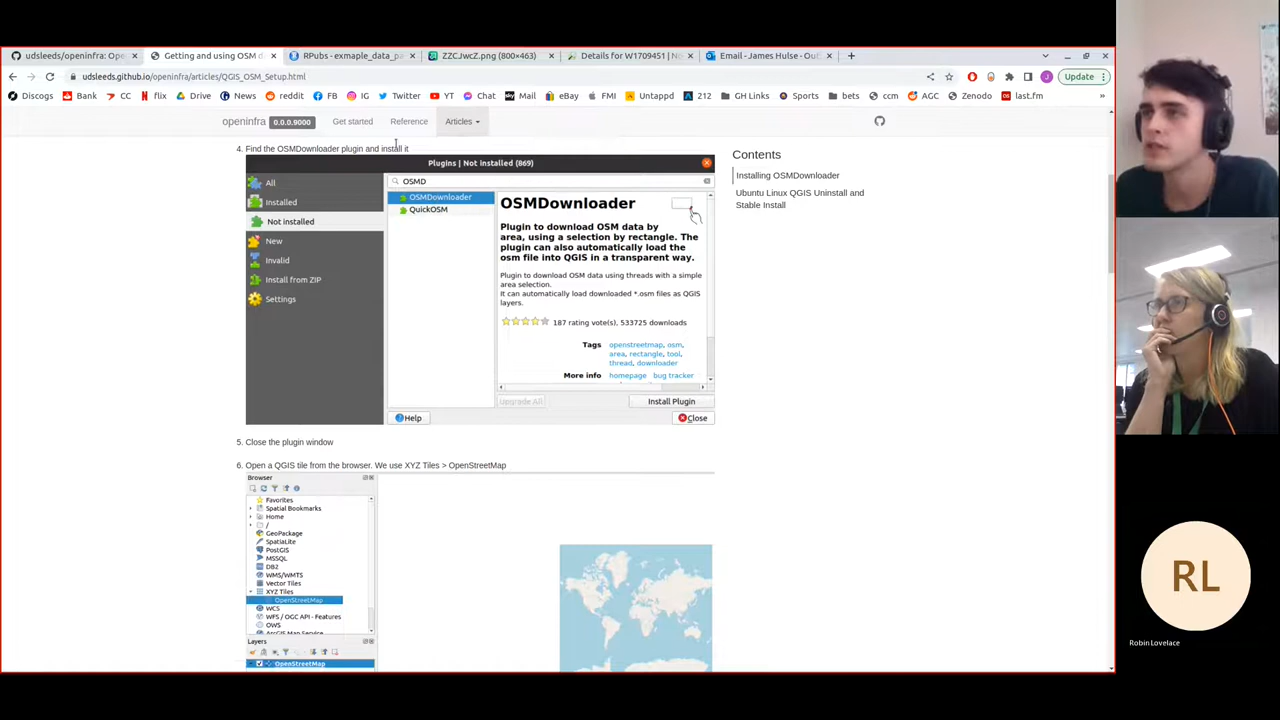 udsleeds/openinfra: Ope
Getting and using OSM d
RPubs - exmaple_data_pa
ZZCJwcZ.png (800×463)
Details for W1709451 | N
Email - James Hulse - Out
udsleeds.github.io/openinfra/articles/QGIS_OSM_Setup.html
J
Update
Discogs
Bank
CC
flix
Drive
News
reddit
FB
IG
Twitter
YT
Chat
Mail
eBay
FMI
Untappd
212
GH Links
Sports
bets
ccm
AGC
Zenodo
last.fm
openinfra 0.0.0.9000 Get started Reference Articles
4. Find the OSMDownloader plugin and install it
Plugins | Not installed (869)
All
Installed
Not installed
New
Invalid
Install from ZIP
Settings
OSMD
OSMDownloader
QuickOSM
OSMDownloader
Plugin to download OSM data by
area, using a selection by rectangle. The
plugin can also automatically load the
osm file into QGIS in a transparent way.
Plugin to download OSM data using threads with a simple
area selection.
It can automatically load downloaded *.osm files as QGIS
layers.
187 rating vote(s), 533725 downloads
Tags openstreetmap, osm,
area, rectangle, tool,
thread, downloader
More info homepage bug tracker
Upgrade All
Install Plugin
Help
Close
Contents
Installing OSMDownloader
Ubuntu Linux QGIS Uninstall and
Stable Install
5. Close the plugin window
6. Open a QGIS tile from the browser. We use XYZ Tiles > OpenStreetMap
Browser
Favorites
Spatial Bookmarks
Home
/
GeoPackage
SpatiaLite
PostGIS
MSSQL
DB2
WMS/WMTS
Vector Tiles
XYZ Tiles
OpenStreetMap
WCS
WFS / OGC API - Features
OWS
ArcGIS Map Service
Layers
OpenStreetMap
RL
Robin Lovelace